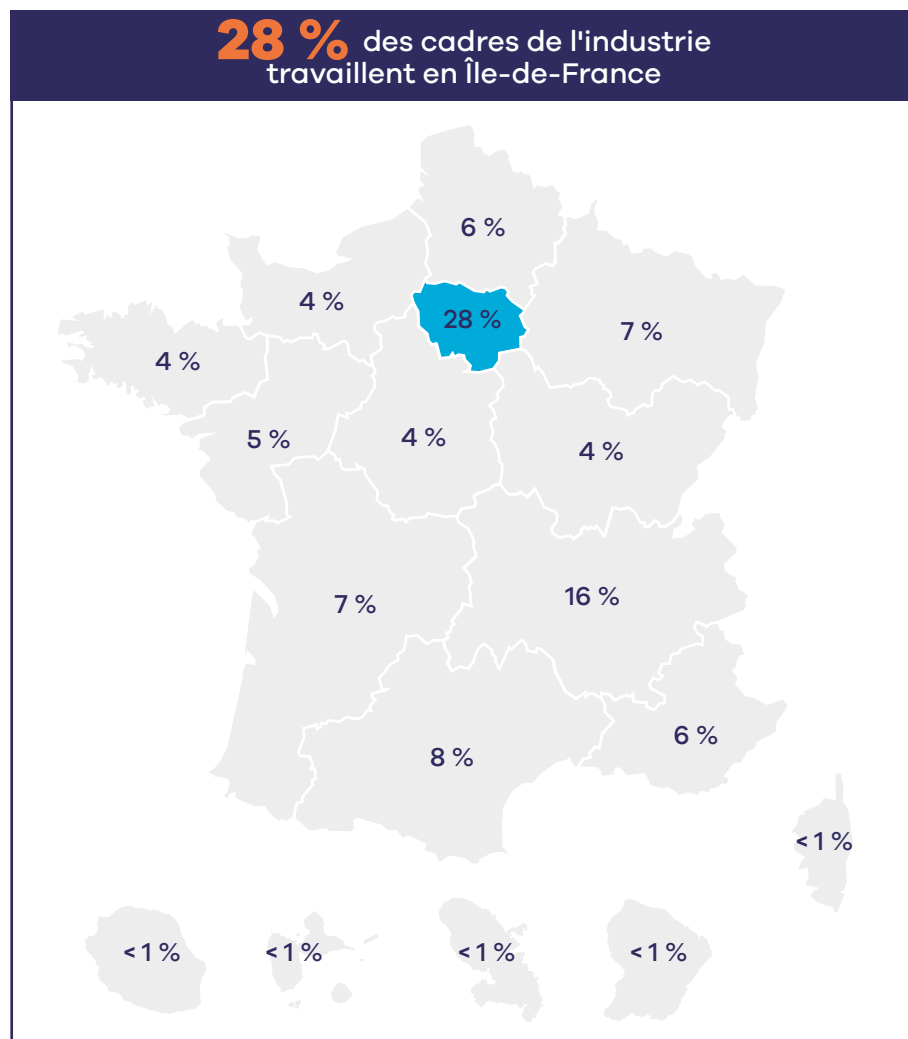 28 % des cadres de l'industrie
travaillent en Île-de-France
6 %
4 %
28 %
7 %
4 %
5 %
4 %
4 %
7 %
16 %
8 %
6 %
< 1 %
< 1 %
< 1 %
< 1 %
< 1 %